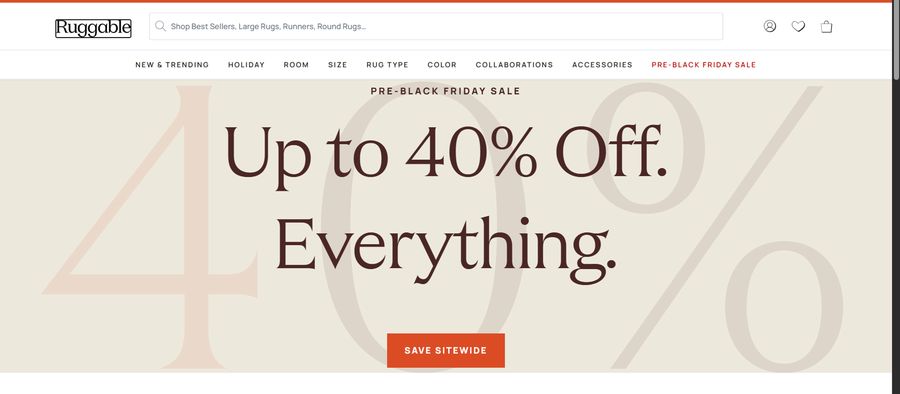 Ruggable
Shop Best Sellers, Large Rugs, Runners, Round Rugs...
NEW & TRENDING HOLIDAY ROOM SIZE RUG TYPE COLOR COLLABORATIONS ACCESSORIES PRE-BLACK FRIDAY SALE
40%
PRE-BLACK FRIDAY SALE
Up to 40% Off.
Everything.
SAVE SITEWIDE